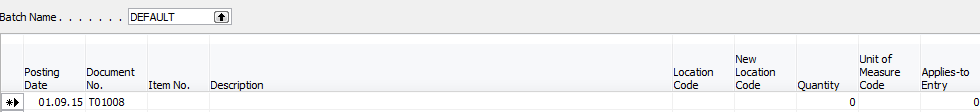 Batch Name . . . . . . . DEFAULT
Posting Date Document No. Item No. Description Location Code New Location Code Quantity Unit of Measure Code Applies-to Entry
01.09.15 T01008 0 0